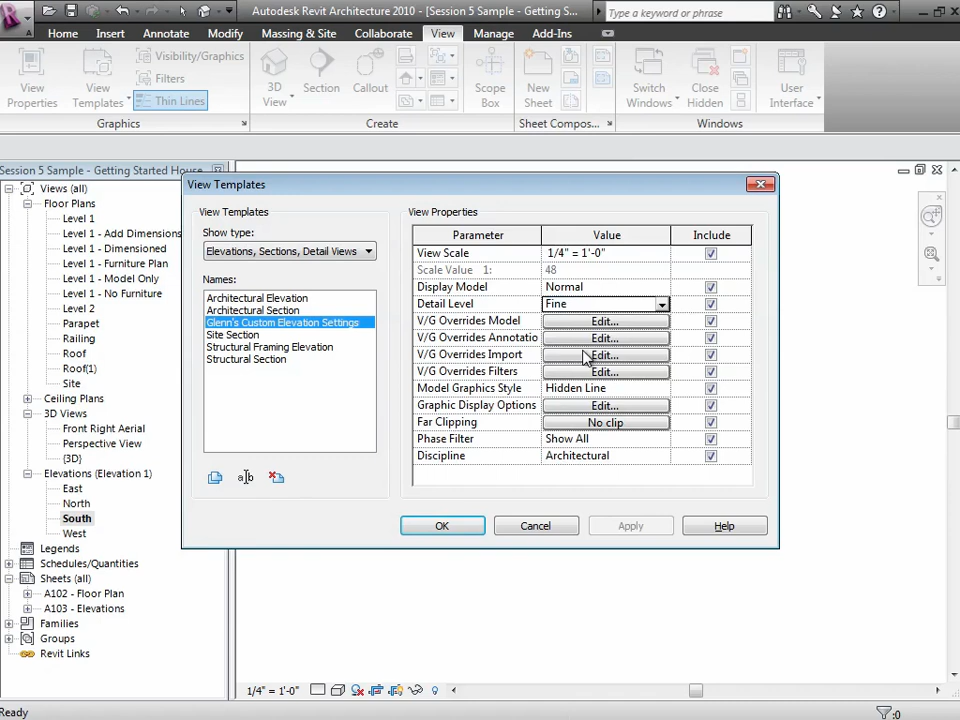 Autodesk Revit Architecture 2010 - [Session 5 Sample - Getting S...
Type a keyword or phrase
Home Insert Annotate Modify Massing & Site Collaborate View Manage Add-Ins
View Properties
View Templates
Visibility/Graphics
Filters
Thin Lines
3D View
Section
Callout
Scope Box
New Sheet
Switch Windows
Close Hidden
User Interface
Graphics Create Sheet Compos... Windows
Session 5 Sample - Getting Started House
Views (all)
Floor Plans
Level 1
Level 1 - Add Dimensions
Level 1 - Dimensioned
Level 1 - Furniture Plan
Level 1 - Model Only
Level 1 - No Furniture
Level 2
Parapet
Railing
Roof
Roof(1)
Site
Ceiling Plans
3D Views
Front Right Aerial
Perspective View
{3D}
Elevations (Elevation 1)
East
North
South
West
Legends
Schedules/Quantities
Sheets (all)
A102 - Floor Plan
A103 - Elevations
Families
Groups
Revit Links
View Templates
View Templates
Show type:
Elevations, Sections, Detail Views
Names:
Architectural Elevation
Architectural Section
Glenn's Custom Elevation Settings
Site Section
Structural Framing Elevation
Structural Section
a b
View Properties
Parameter Value Include
View Scale 1/4" = 1'-0"
Scale Value 1: 48
Display Model Normal
Detail Level Fine
V/G Overrides Model Edit...
V/G Overrides Annotatio Edit...
V/G Overrides Import Edit...
V/G Overrides Filters Edit...
Model Graphics Style Hidden Line
Graphic Display Options Edit...
Far Clipping No clip
Phase Filter Show All
Discipline Architectural
OK Cancel Apply Help
1/4" = 1'-0"
Ready
:0